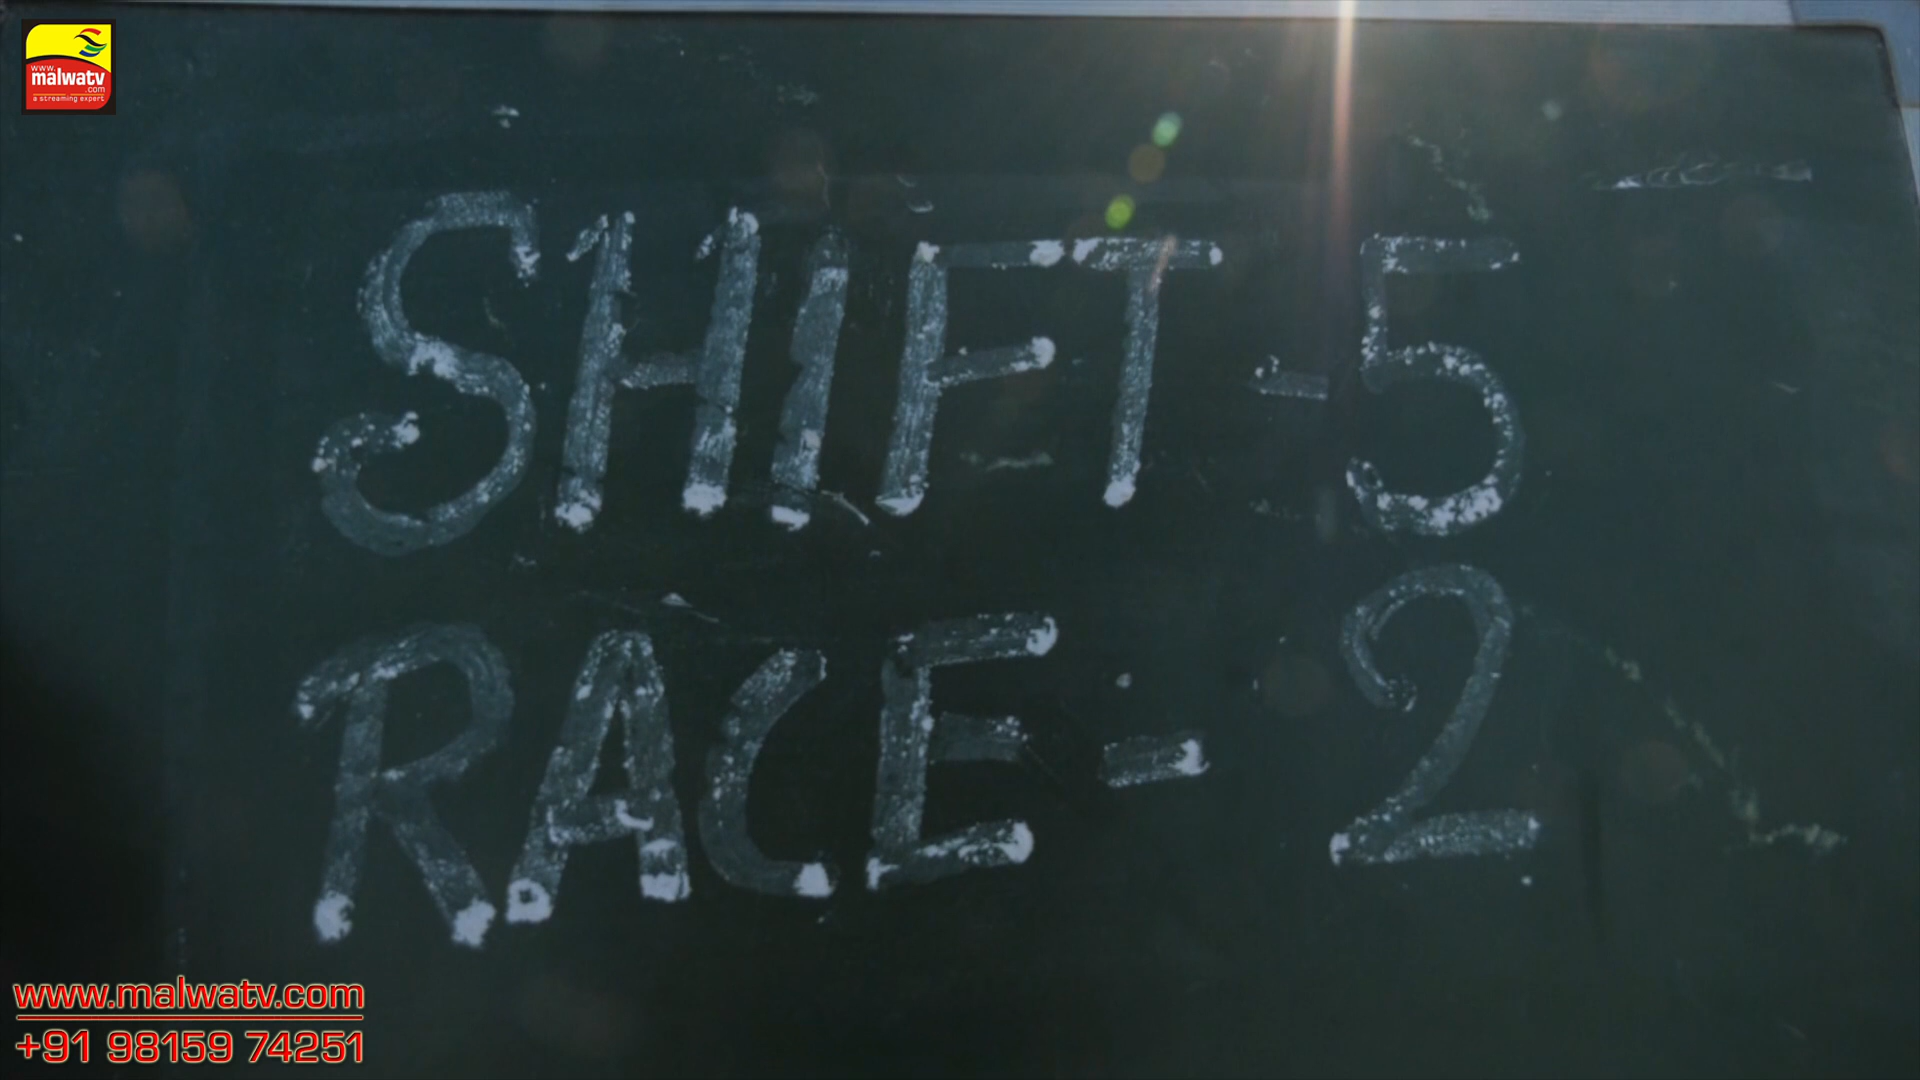 www.
malwatv
.com
a streaming expert
SHIFT - 5
RACE - 2
www.malwatv.com
+91 98159 74251